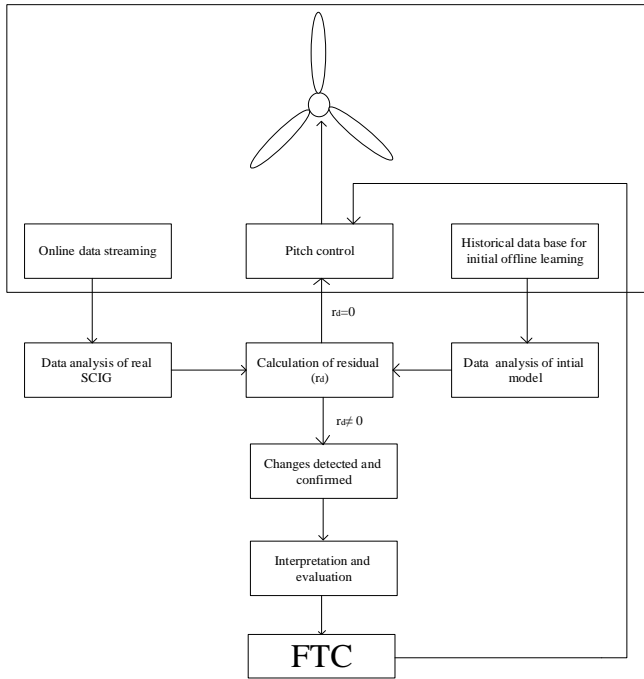 Online data streaming
Pitch control
Historical data base for
initial offline learning
rd=0
Data analysis of real
SCIG
Calculation of residual
(rd)
Data analysis of intial
model
rd≠ 0
Changes detected and
confirmed
Interpretation and
evaluation
FTC